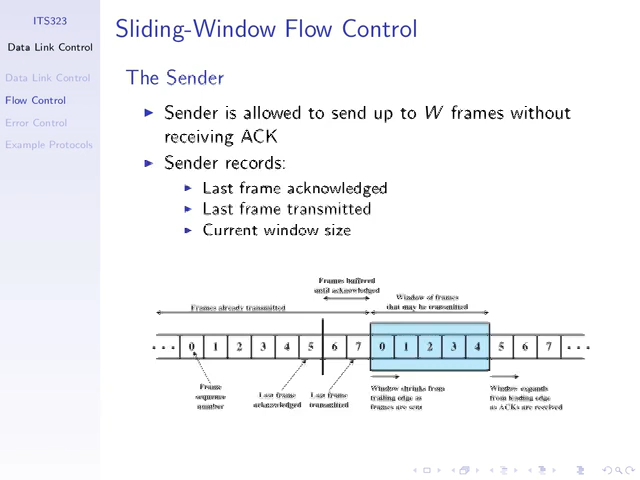 ITS323
Data Link Control
Data Link Control
Flow Control
Error Control
Example Protocols
Sliding-Window Flow Control
The Sender
Sender is allowed to send up to W frames without
receiving ACK
Sender records:
Last frame acknowledged
Last frame transmitted
Current window size
Frames buffered
until acknowledged
Window of frames
that may be transmitted
Frames already transmitted
0 1 2 3 4 5 6 7 0 1 2 3 4 5 6 7
Frame
sequence
number
Last frame
acknowledged
Last frame
transmitted
Window shrinks from
trailing edge as
frames are sent
Window expands
from leading edge
as ACKs are received